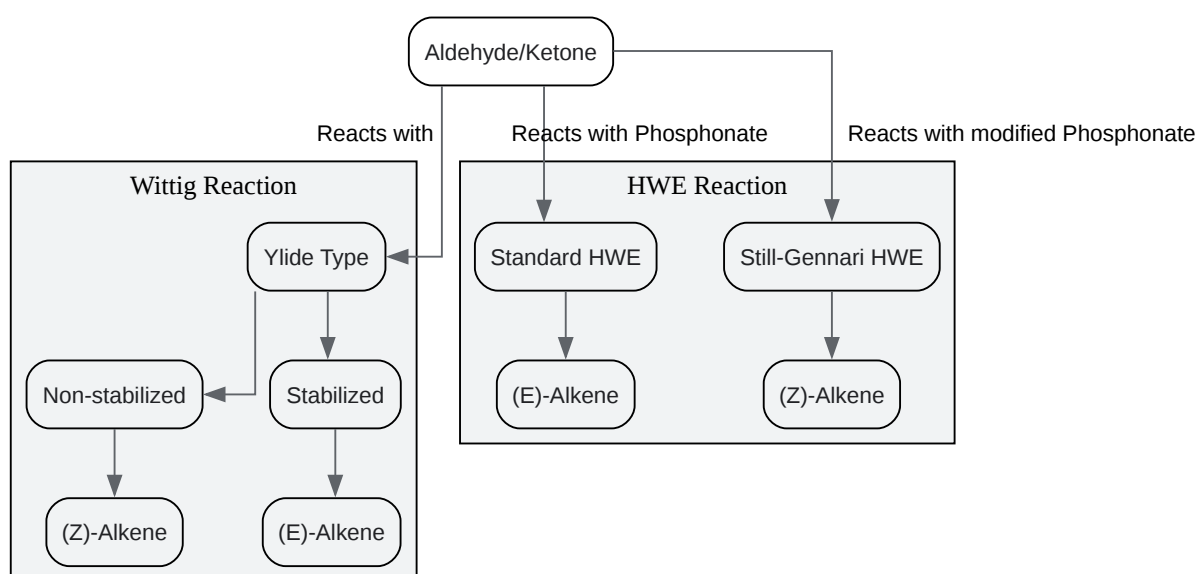 Aldehyde/Ketone
Reacts with
Reacts with Phosphonate
Reacts with modified Phosphonate
Wittig Reaction
HWE Reaction
Ylide Type
Standard HWE
Still-Gennari HWE
Non-stabilized
Stabilized
(E)-Alkene
(Z)-Alkene
(Z)-Alkene
(E)-Alkene